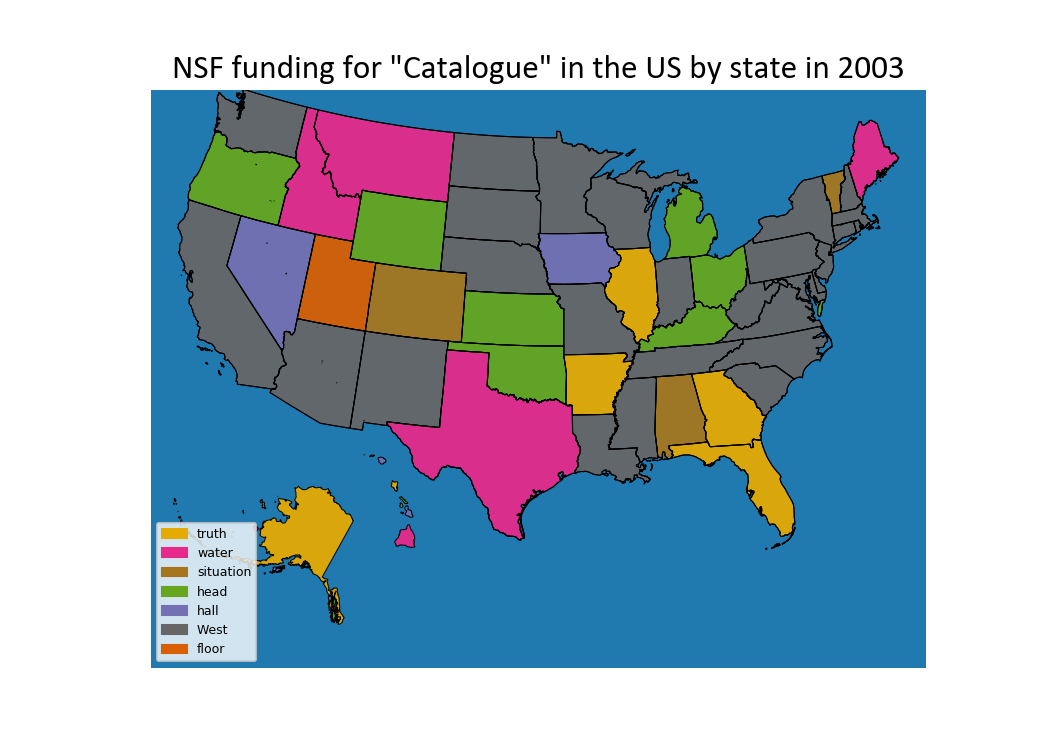 NSF funding for "Catalogue" in the US by state in 2003
truth
water
situation
head
hall
West
floor